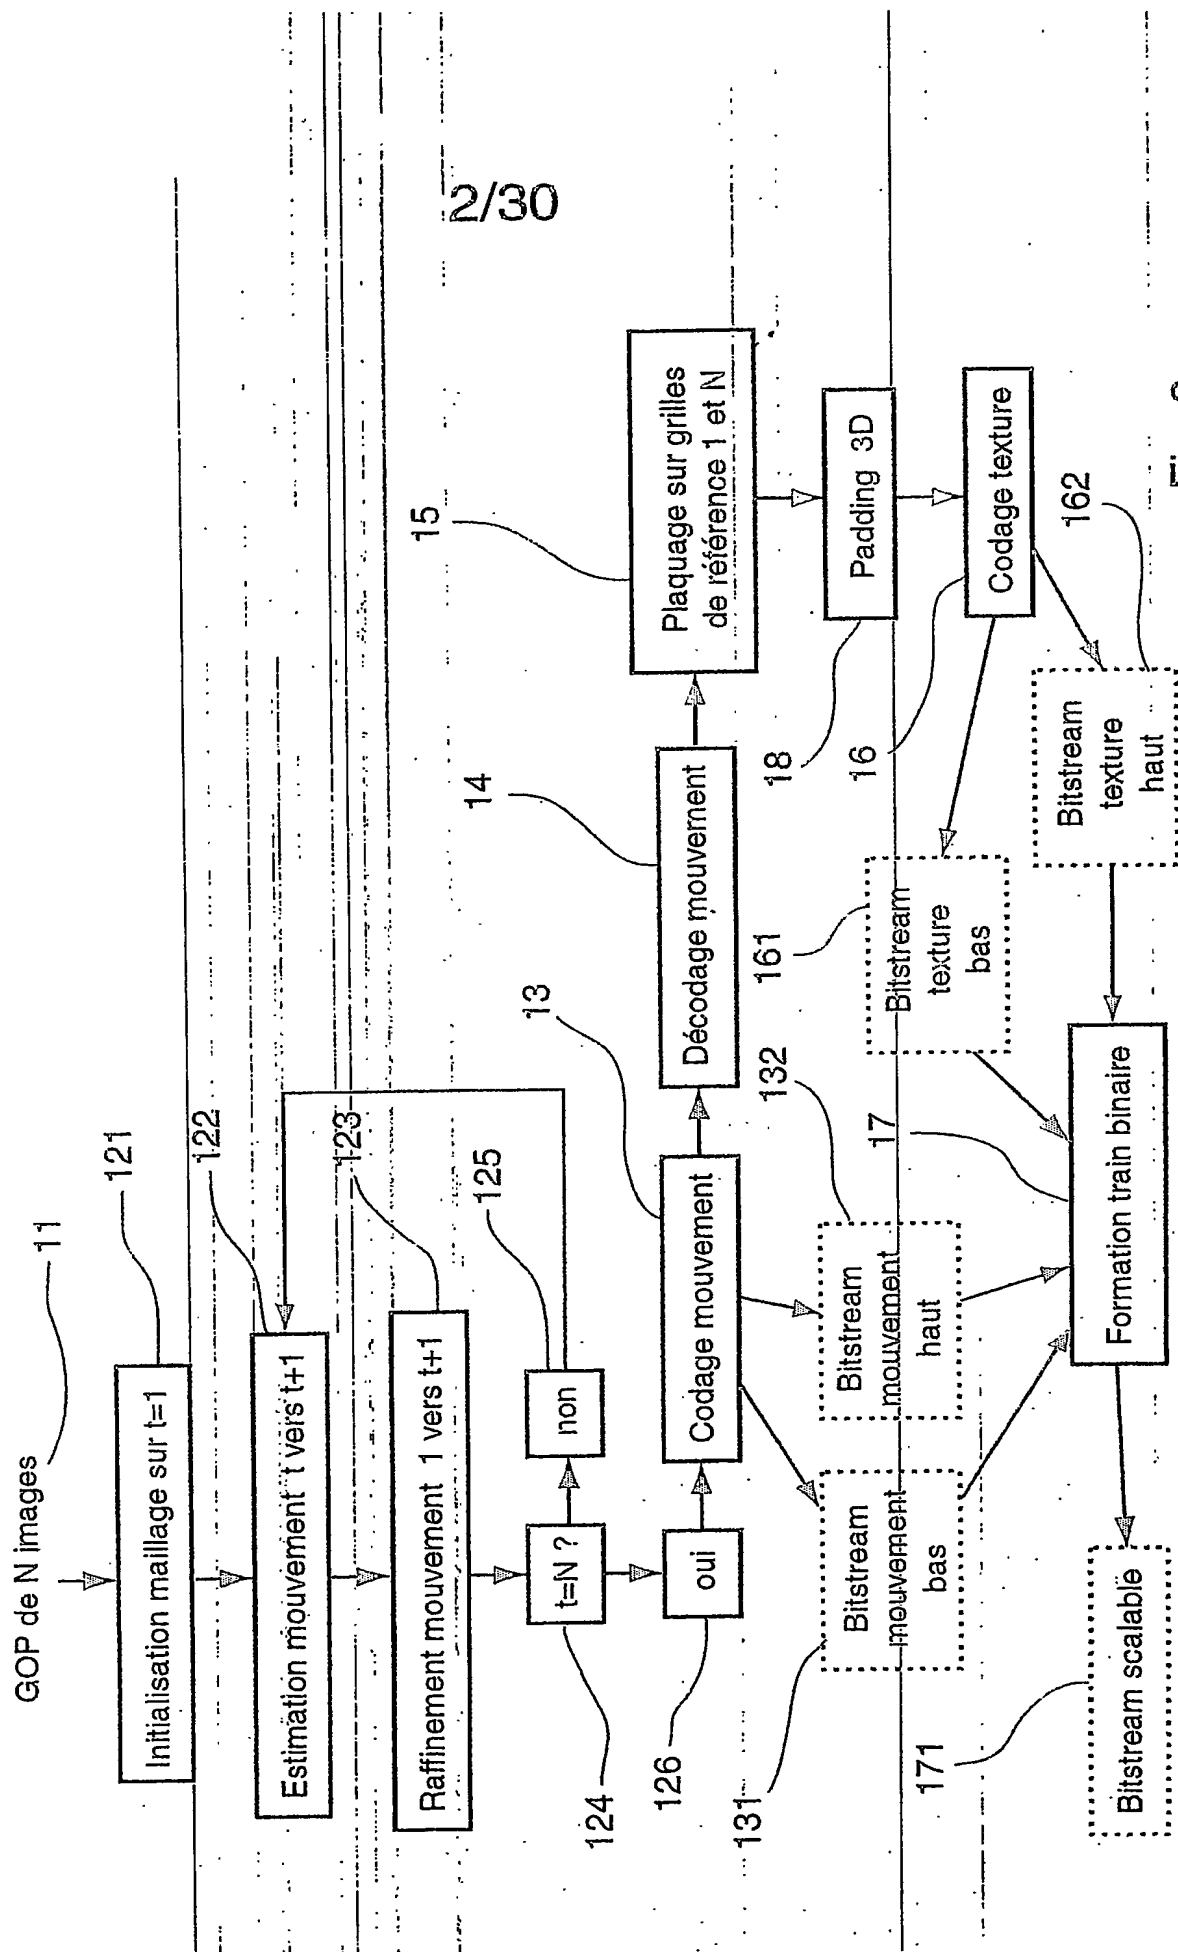 2/30
GOP de N images
11
Initialisation maillage sur t=1
121
Estimation mouvement t vers t+1
122
Raffinement mouvement 1 vers t+1
123
t=N ?
124
non
125
oui
126
Codage mouvement
13
Décodage mouvement
14
Plaquage sur grilles
de référence 1 et N
15
Padding 3D
18
Codage texture
16
Bitstream
mouvement
bas
131
Bitstream
mouvement
haut
132
Bitstream
texture
bas
161
Bitstream
texture
haut
162
Formation train binaire
17
Bitstream scalable
171